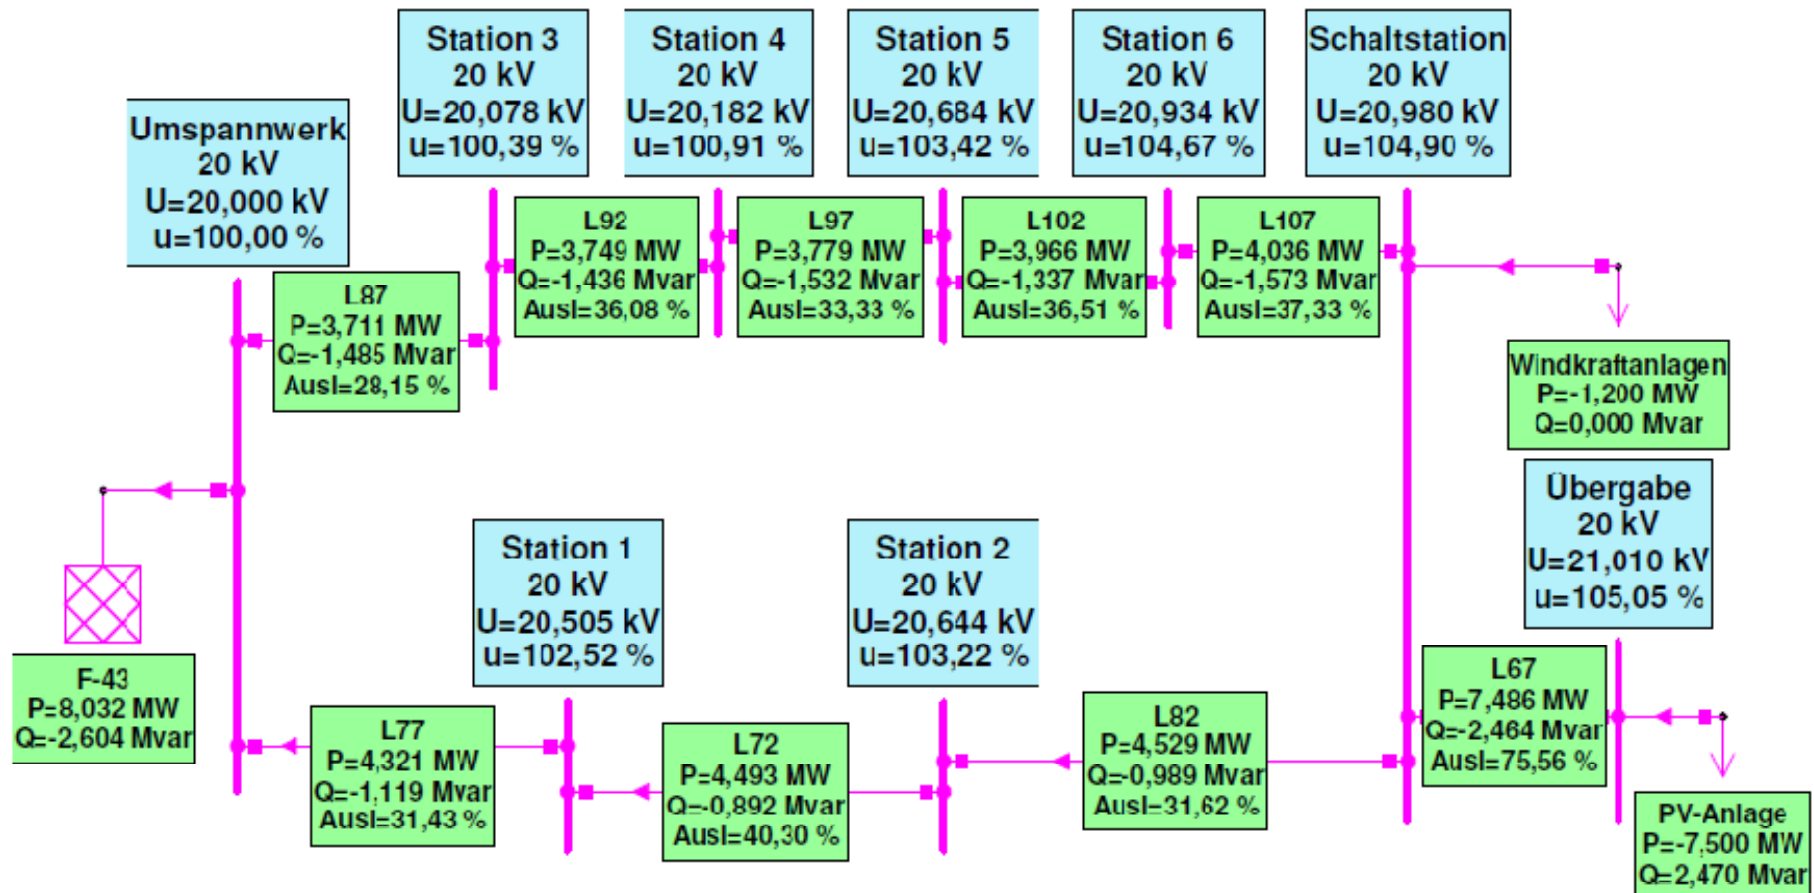 Station 3
20 kV
U=20,078 kV
u=100,39 %
Station 4
20 kV
U=20,182 kV
u=100,91 %
Station 5
20 kV
U=20,684 kV
u=103,42 %
Station 6
20 kV
U=20,934 kV
u=104,67 %
Schaltstation
20 kV
U=20,980 kV
u=104,90 %
Umspannwerk
20 kV
U=20,000 kV
u=100,00 %
L87
P=3,711 MW
Q=-1,485 Mvar
Ausl=28,15 %
L92
P=3,749 MW
Q=-1,436 Mvar
Ausl=36,08 %
L97
P=3,779 MW
Q=-1,532 Mvar
Ausl=33,33 %
L102
P=3,966 MW
Q=-1,337 Mvar
Ausl=36,51 %
L107
P=4,036 MW
Q=-1,573 Mvar
Ausl=37,33 %
Windkraftanlagen
P=-1,200 MW
Q=0,000 Mvar
Übergabe
20 kV
U=21,010 kV
u=105,05 %
Station 1
20 kV
U=20,505 kV
u=102,52 %
Station 2
20 kV
U=20,644 kV
u=103,22 %
F-43
P=8,032 MW
Q=-2,604 Mvar
L77
P=4,321 MW
Q=-1,119 Mvar
Ausl=31,43 %
L72
P=4,493 MW
Q=-0,892 Mvar
Ausl=40,30 %
L82
P=4,529 MW
Q=-0,989 Mvar
Ausl=31,62 %
L67
P=7,486 MW
Q=-2,464 Mvar
Ausl=75,56 %
PV-Anlage
P=-7,500 MW
Q=2,470 Mvar